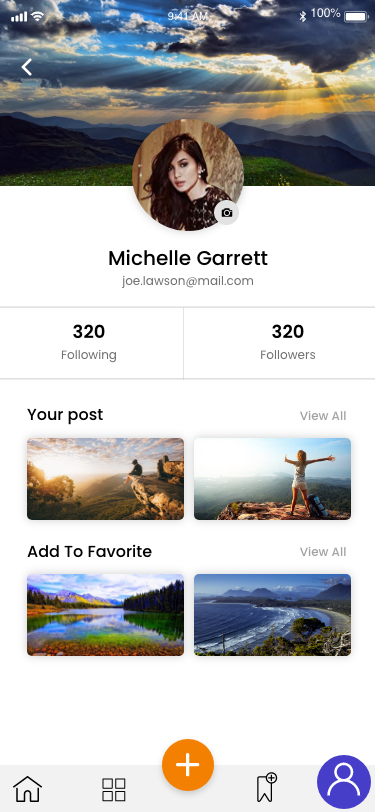 9:41 AM
100%
Michelle Garrett
joe.lawson@mail.com
320
Following
320
Followers
Your post
View All
Add To Favorite
View All